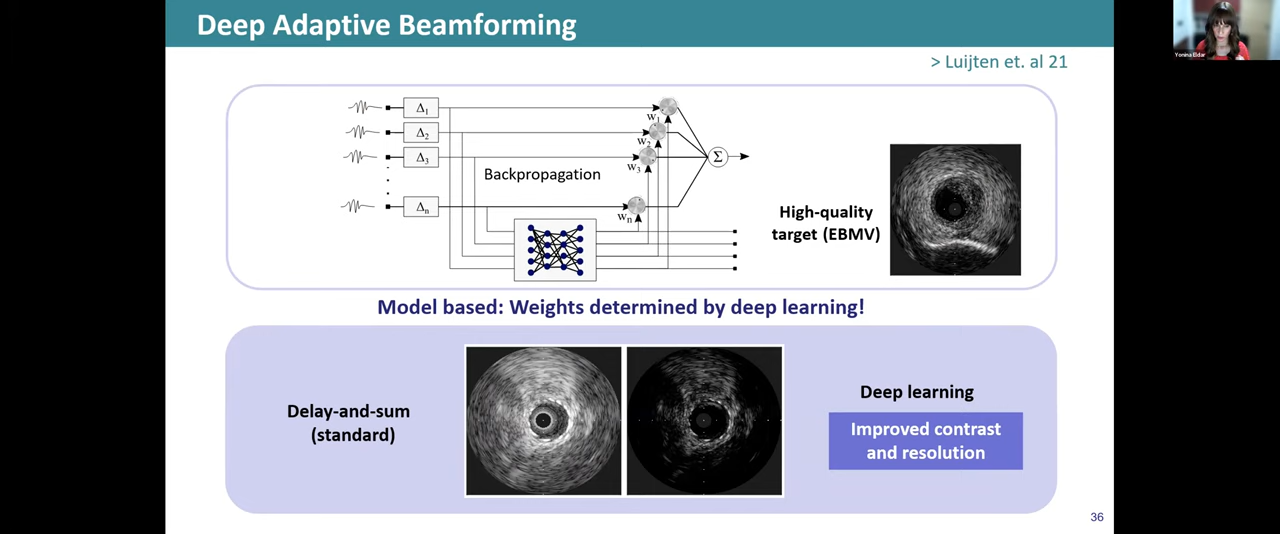 Deep Adaptive Beamforming
Yonina Eldar
> Luijten et. al 21
Δ1
Δ2
Δ3
Δn
w1
w2
w3
wn
Σ
Backpropagation
High-quality
target (EBMV)
Model based: Weights determined by deep learning!
Delay-and-sum
(standard)
Deep learning
Improved contrast
and resolution
36